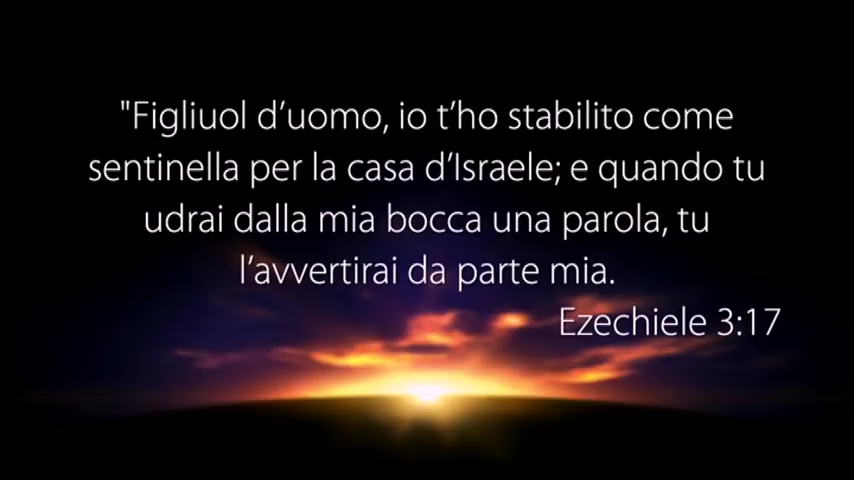 "Figliuol d’uomo, io t’ho stabilito come
sentinella per la casa d’Israele; e quando tu
udrai dalla mia bocca una parola, tu
l’avvertirai da parte mia.
Ezechiele 3:17